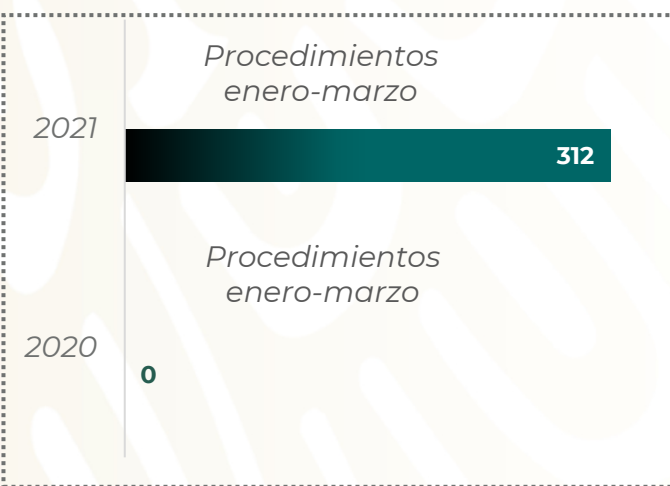 Procedimientos
enero-marzo
2021
312
Procedimientos
enero-marzo
2020
0